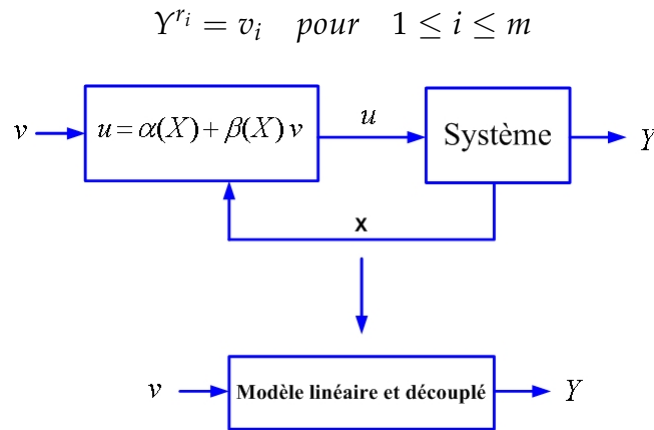 Y^{r_i} = v_i pour 1 ≤ i ≤ m
v
u = α(X) + β(X) v
u
Système
Y
X
v
Modèle linéaire et découplé
Y